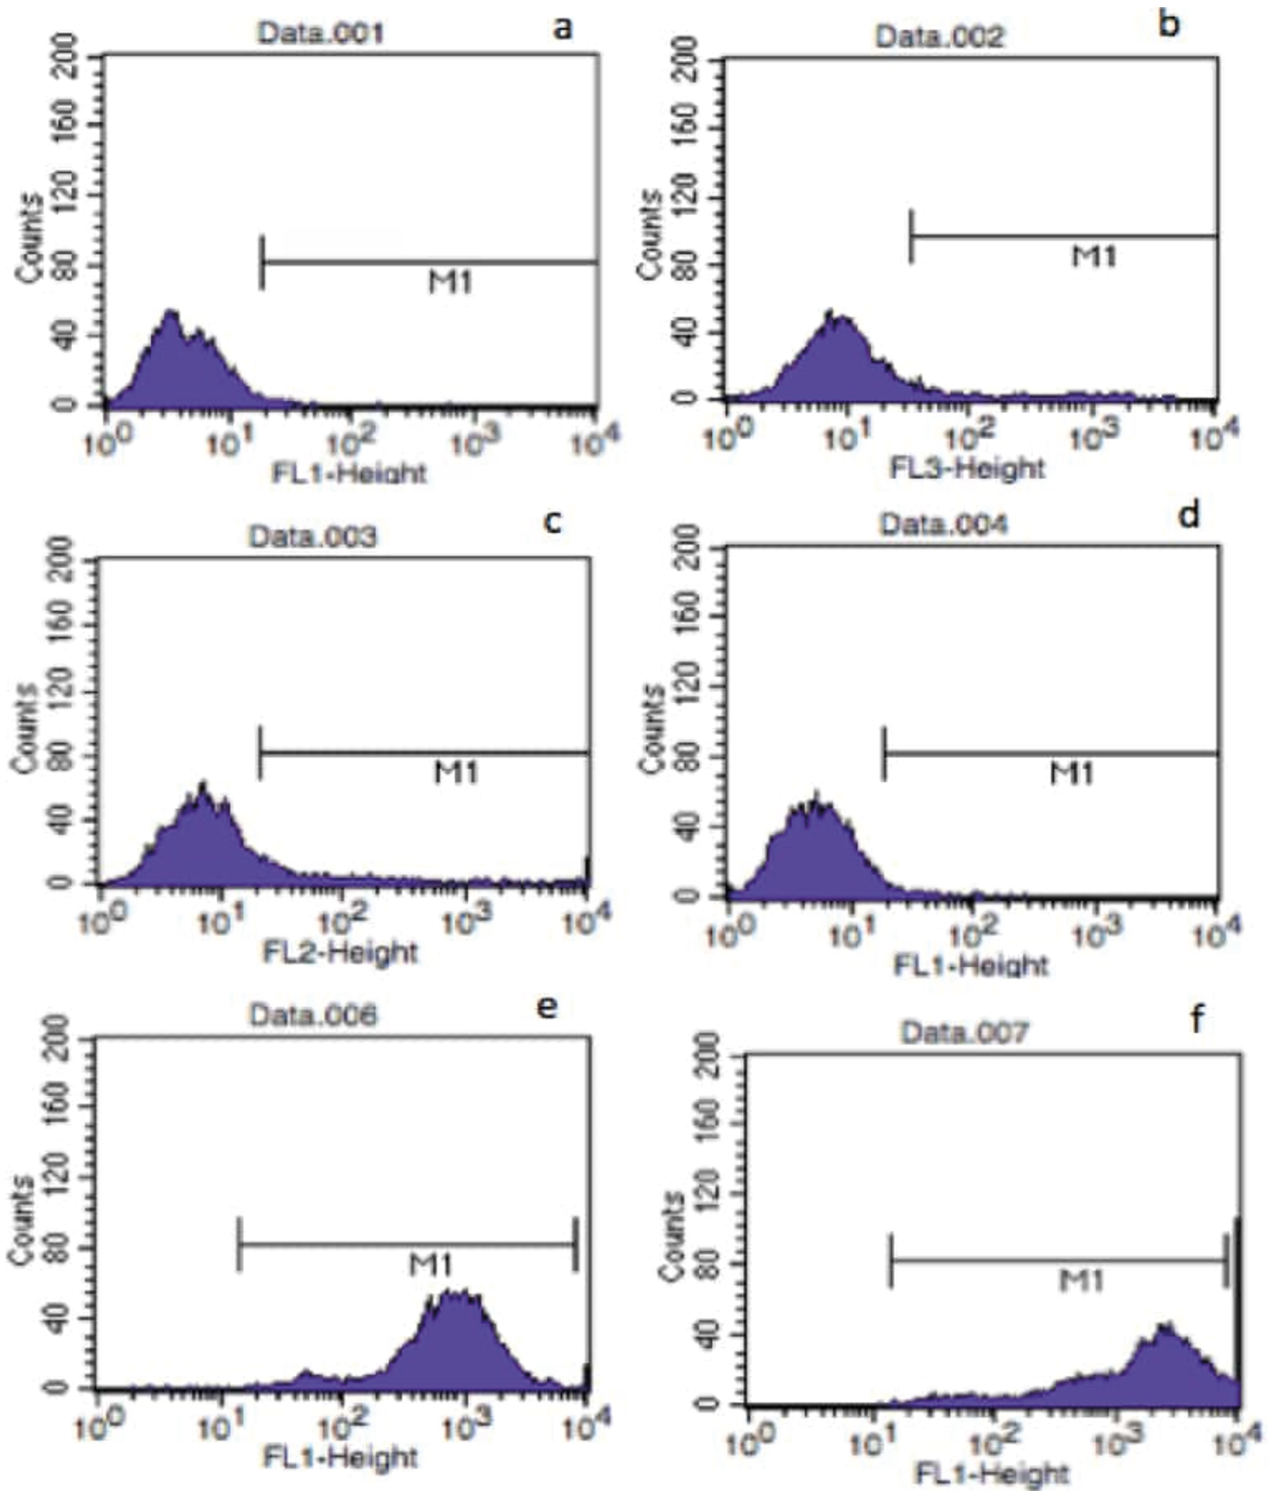 Data.001 a
200
160
120
80
40
0
Counts
M1
10^0 10^1 10^2 10^3 10^4
FL1-Height
Data.002 b
200
160
120
80
40
0
Counts
M1
10^0 10^1 10^2 10^3 10^4
FL3-Height
Data.003 c
200
160
120
80
40
0
Counts
M1
10^0 10^1 10^2 10^3 10^4
FL2-Height
Data.004 d
200
160
120
80
40
0
Counts
M1
10^0 10^1 10^2 10^3 10^4
FL1-Height
Data.006 e
200
160
120
80
40
0
Counts
M1
10^0 10^1 10^2 10^3 10^4
FL1-Height
Data.007 f
200
160
120
80
40
0
Counts
M1
10^0 10^1 10^2 10^3 10^4
FL1-Height